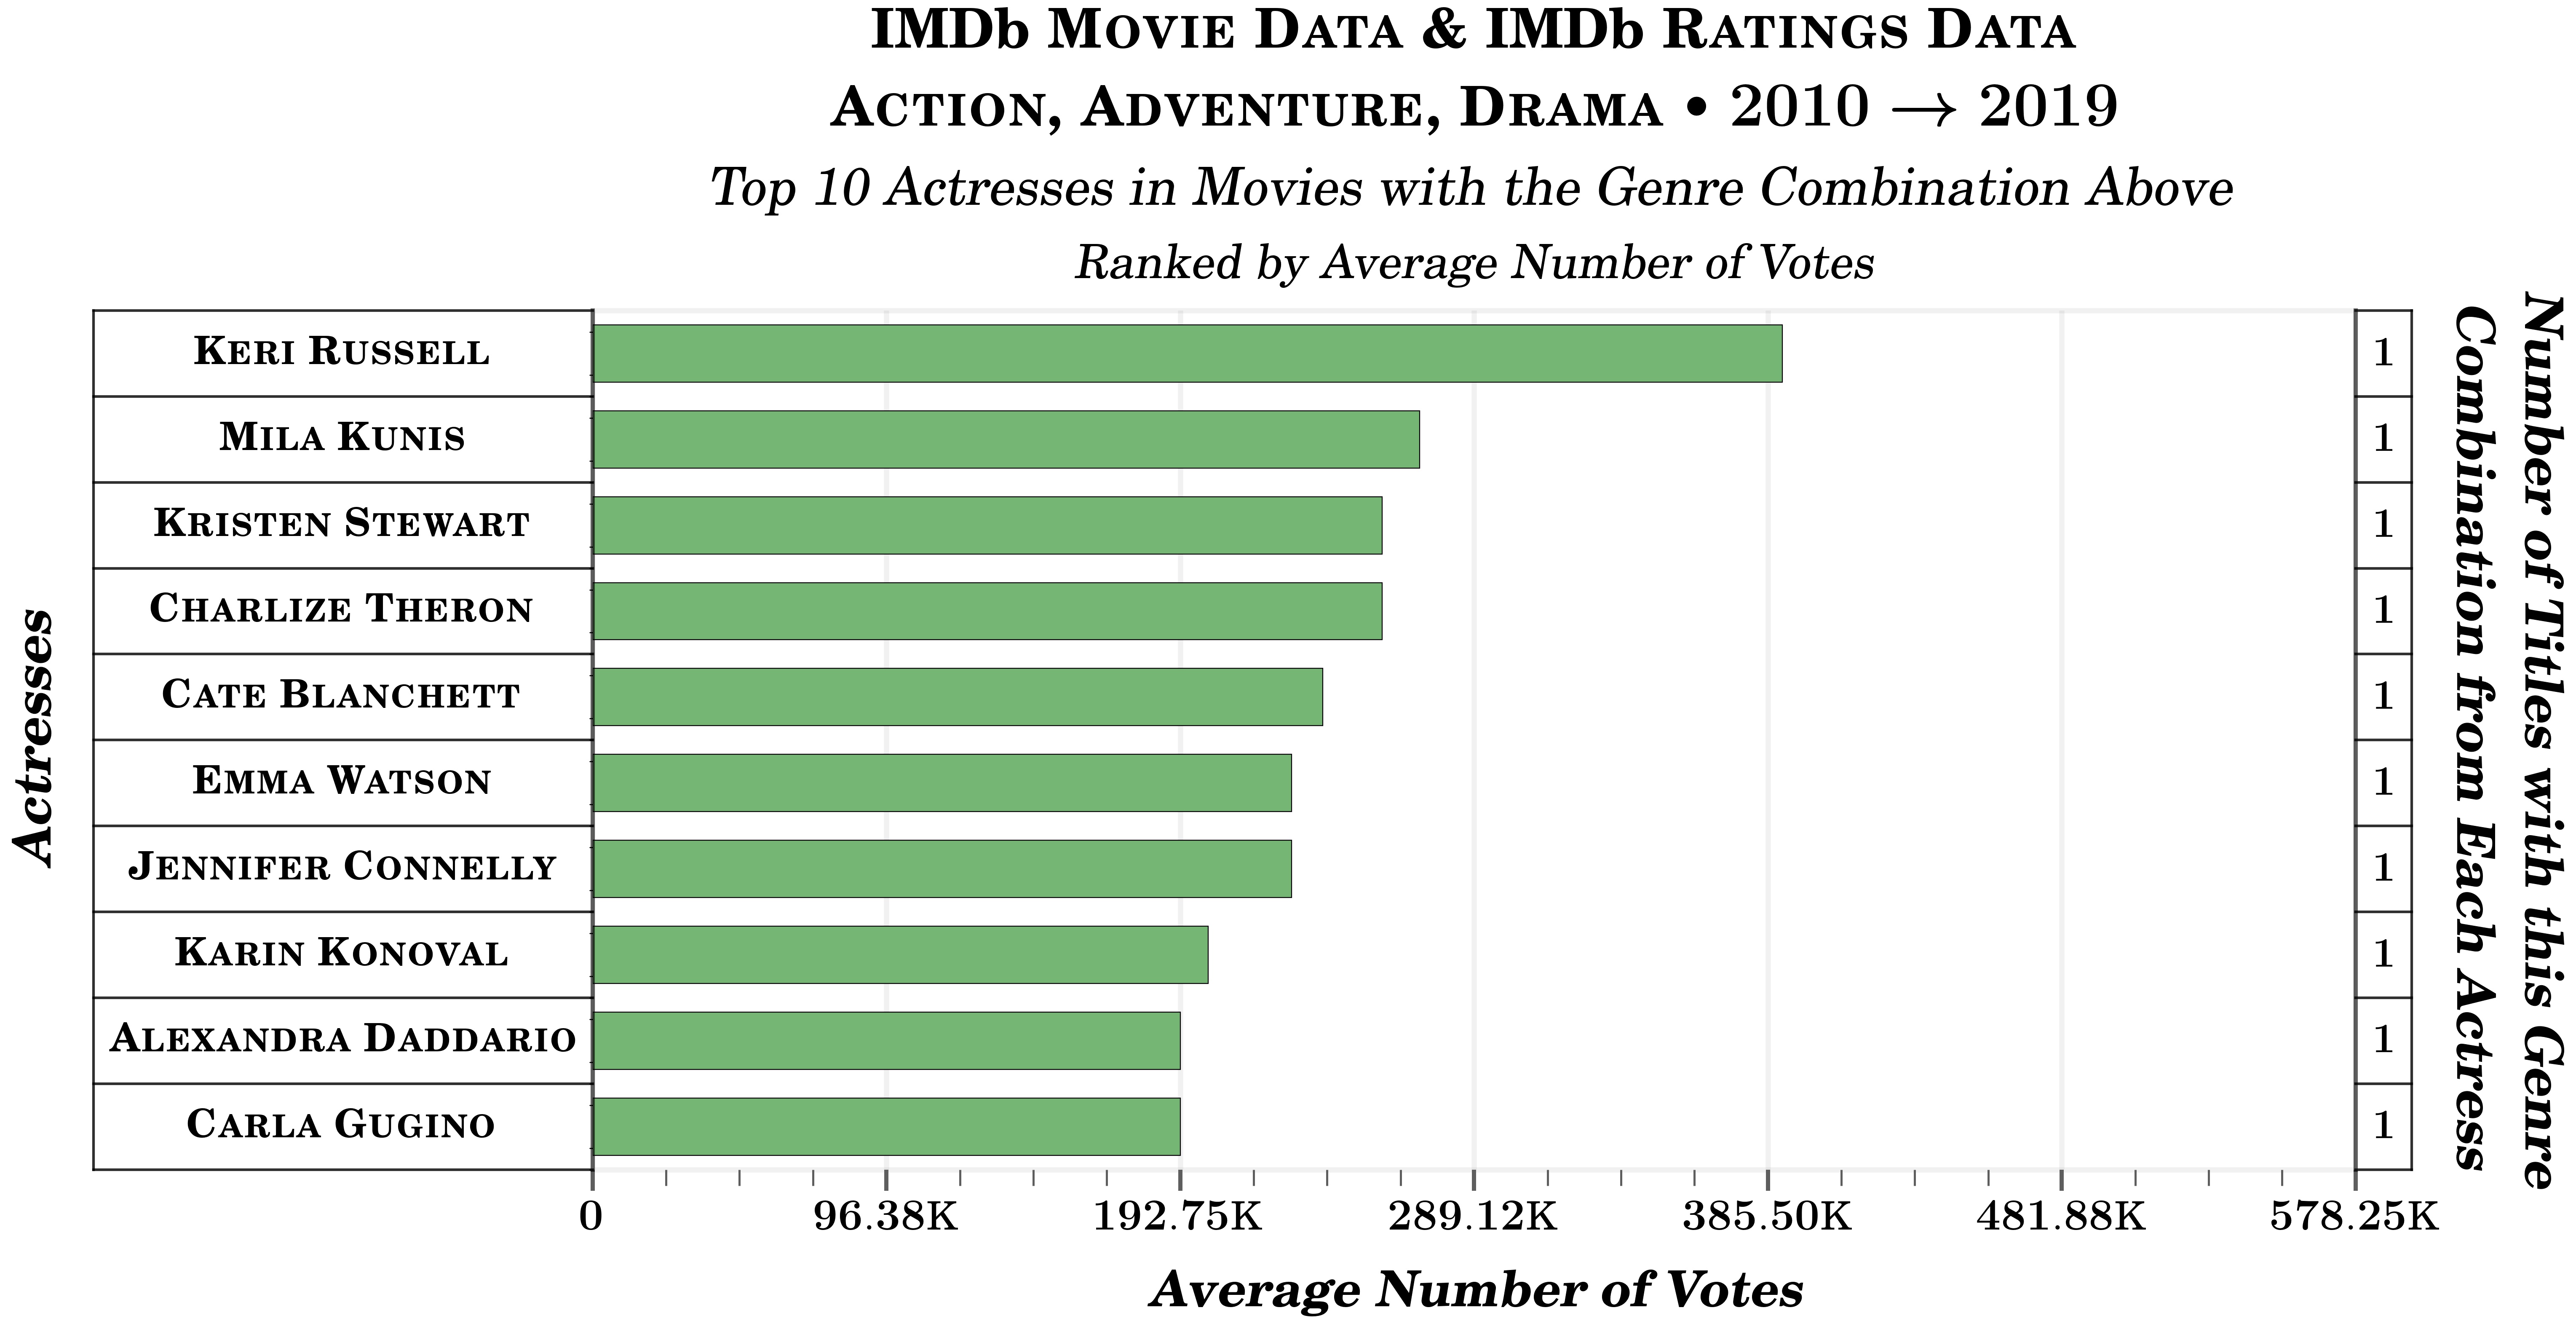 IMDb Movie Data & IMDb Ratings Data
Action, Adventure, Drama • 2010 → 2019
Top 10 Actresses in Movies with the Genre Combination Above
Ranked by Average Number of Votes
Actresses
Keri Russell
1
Mila Kunis
1
Kristen Stewart
1
Charlize Theron
1
Cate Blanchett
1
Emma Watson
1
Jennifer Connelly
1
Karin Konoval
1
Alexandra Daddario
1
Carla Gugino
1
Number of Titles with this Genre
Combination from Each Actress
0 96.38K 192.75K 289.12K 385.50K 481.88K 578.25K
Average Number of Votes